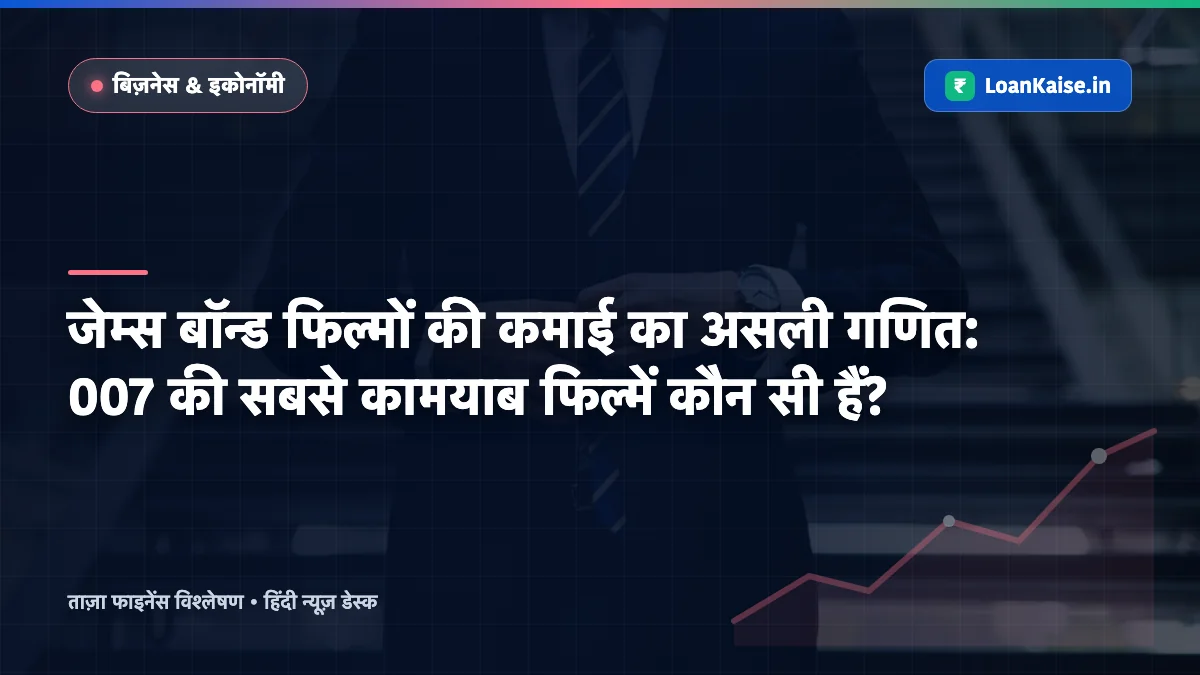 बिज़नेस & इकोनॉमी
₹ LoanKaise.in
जेम्स बॉन्ड फिल्मों की कमाई का असली गणित:
007 की सबसे कामयाब फिल्में कौन सी हैं?
ताज़ा फाइनेंस विश्लेषण • हिंदी न्यूज़ डेस्क